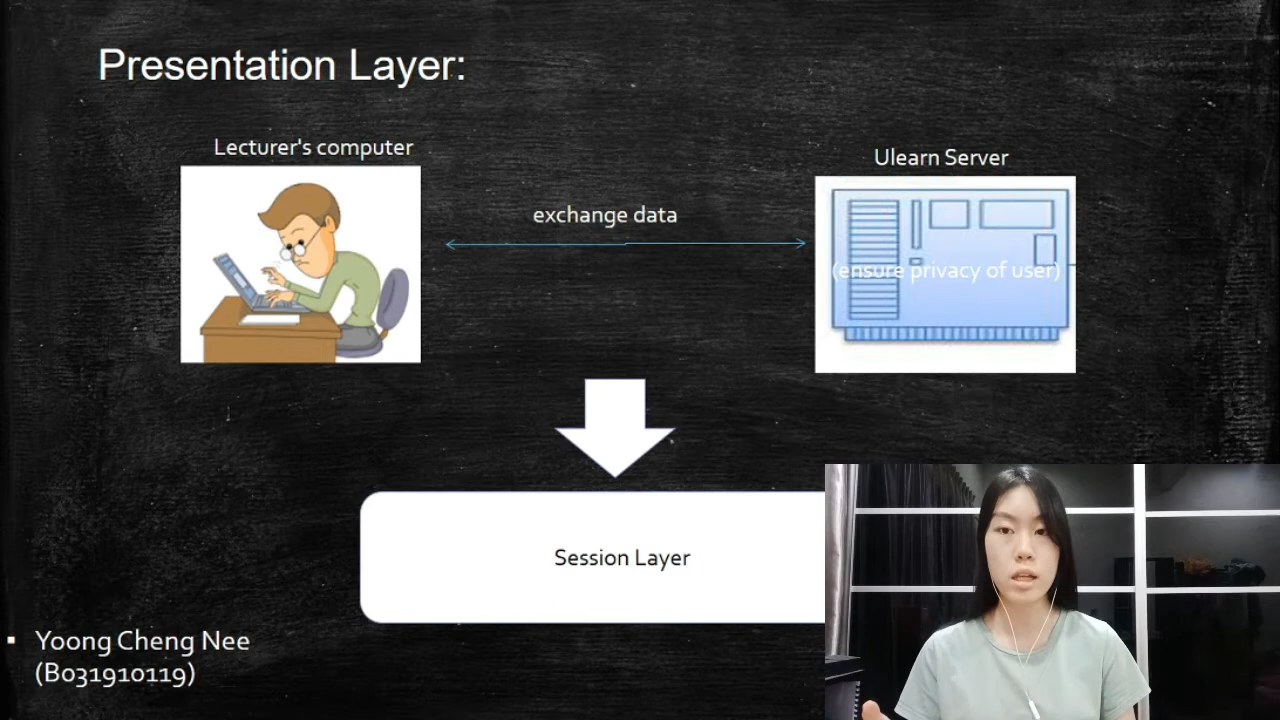 Presentation Layer:
Lecturer's computer
Ulearn Server
exchange data
(ensure privacy of user)
Session Layer
Yoong Cheng Nee
(B031910119)